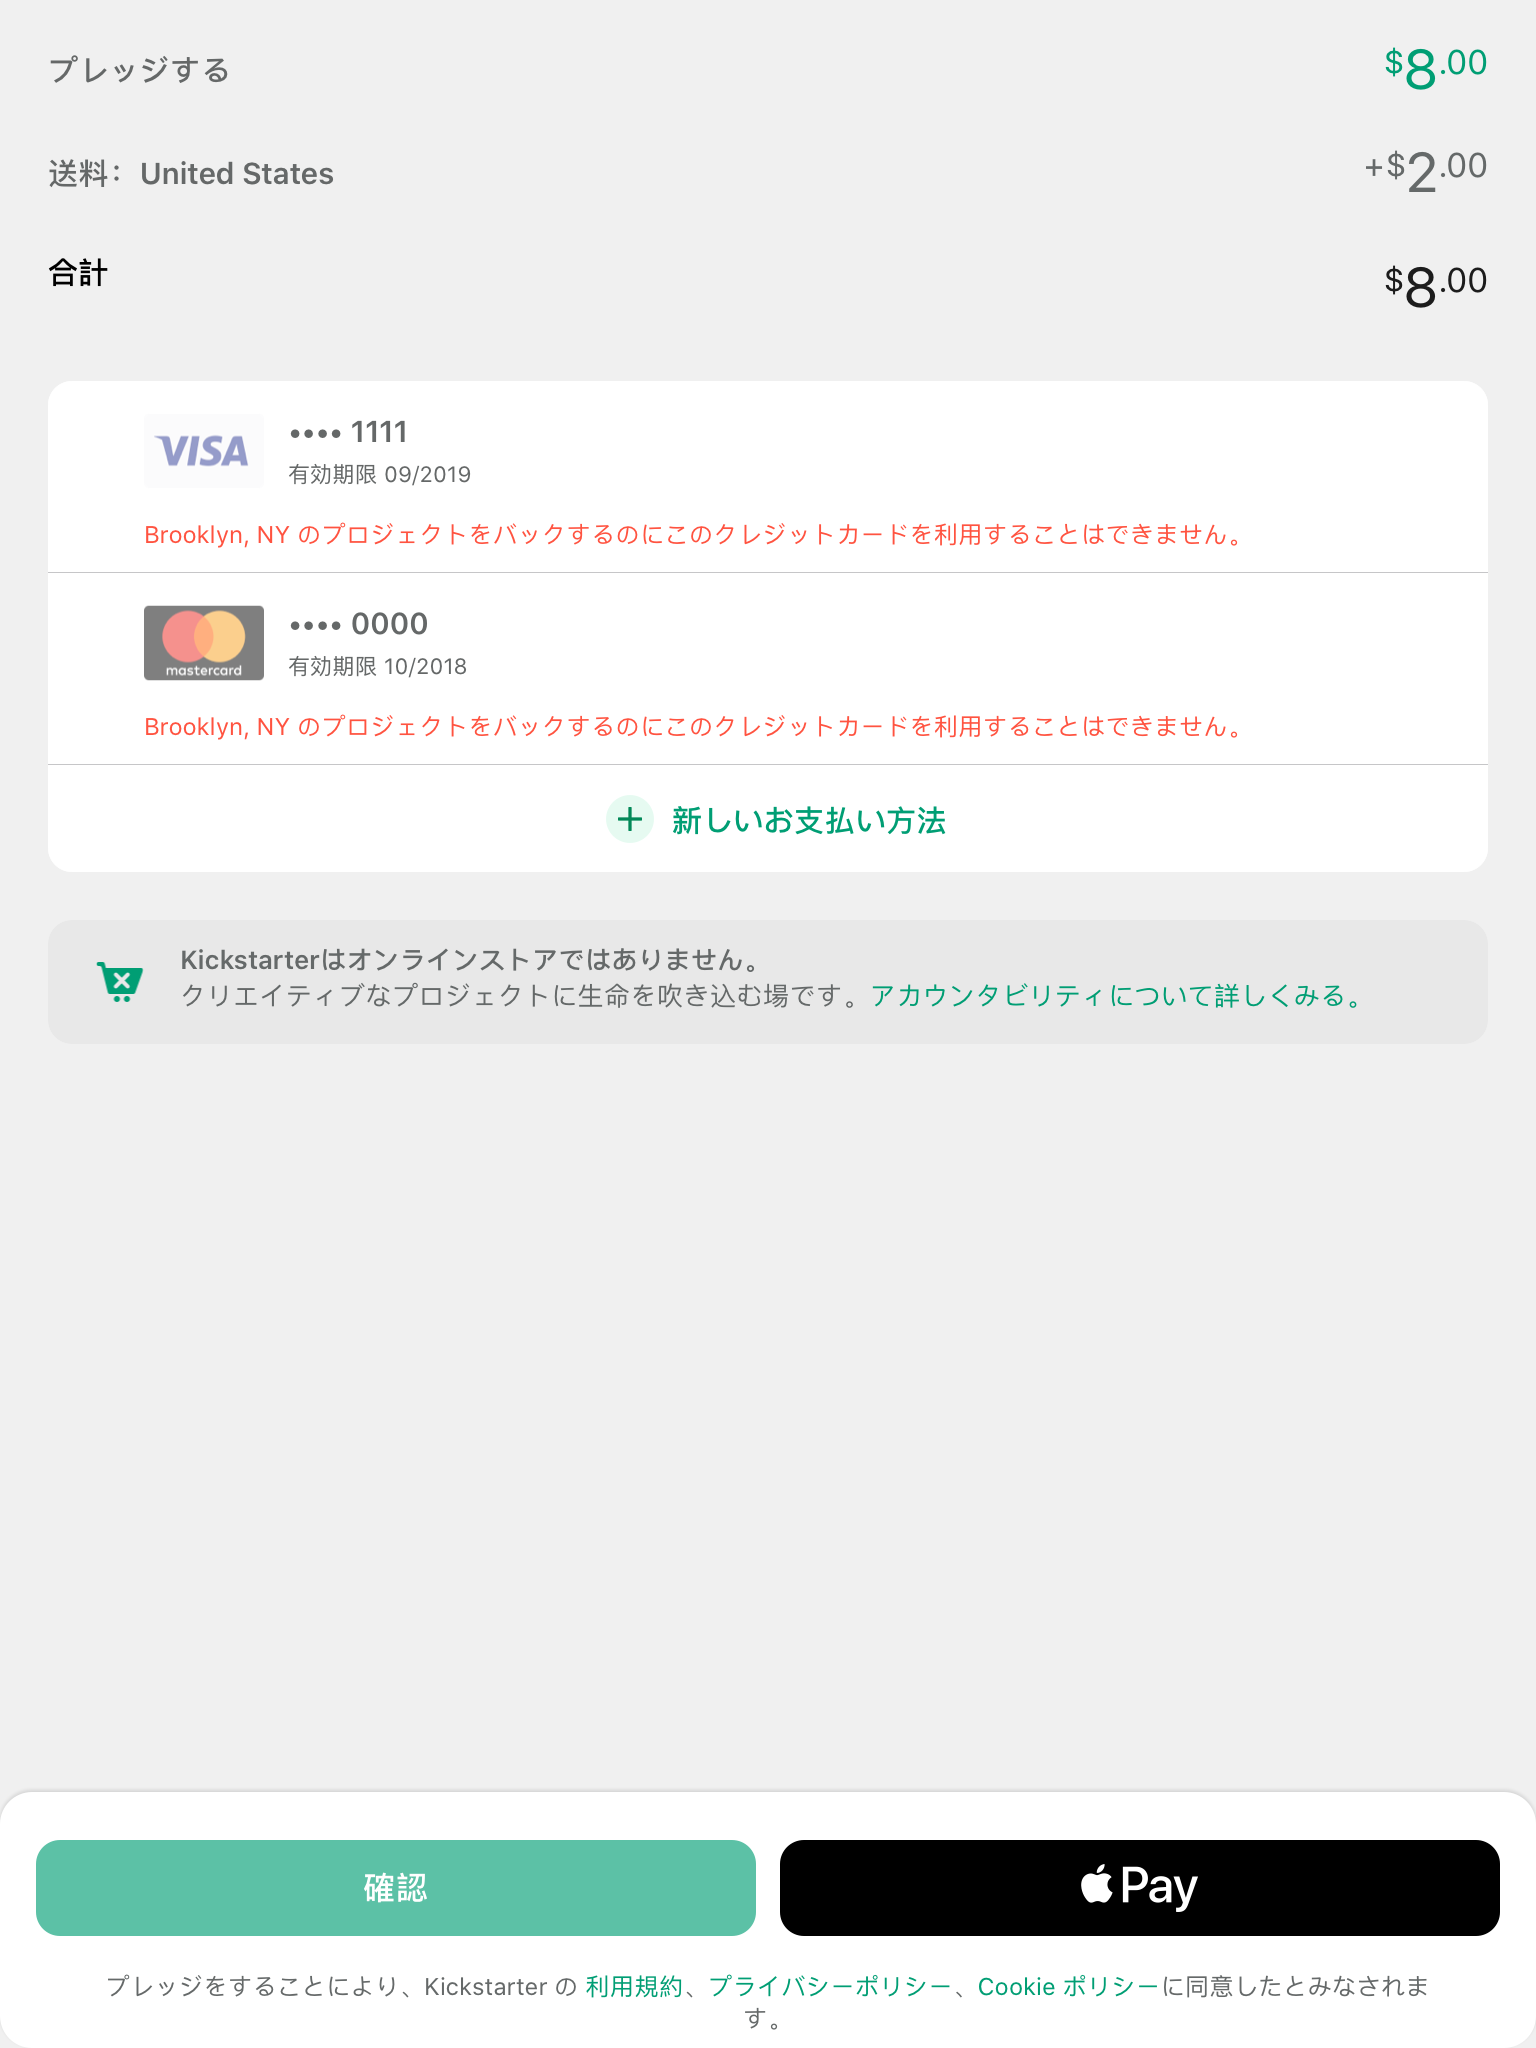 プレッジする
$8.00
送料： United States
+$2.00
合計
$8.00
VISA
•••• 1111
有効期限 09/2019
Brooklyn, NY のプロジェクトをバックするのにこのクレジットカードを利用することはできません。
mastercard
•••• 0000
有効期限 10/2018
Brooklyn, NY のプロジェクトをバックするのにこのクレジットカードを利用することはできません。
新しいお支払い方法
Kickstarterはオンラインストアではありません。
クリエイティブなプロジェクトに生命を吹き込む場です。アカウンタビリティについて詳しくみる。
確認
Pay
プレッジをすることにより、Kickstarter の 利用規約、プライバシーポリシー、Cookie ポリシーに同意したとみなされま
す。